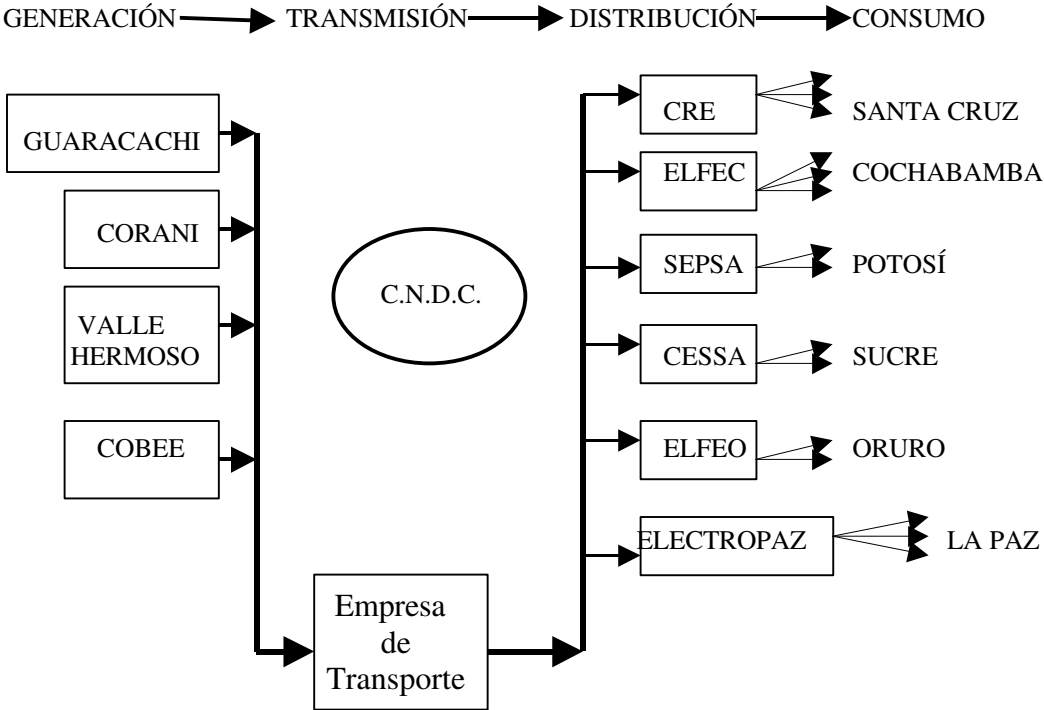 GENERACIÓN TRANSMISIÓN DISTRIBUCIÓN CONSUMO
GUARACACHI
CORANI
VALLE
HERMOSO
COBEE
C.N.D.C.
Empresa
de
Transporte
CRE SANTA CRUZ
ELFEC COCHABAMBA
SEPSA POTOSÍ
CESSA SUCRE
ELFEO ORURO
ELECTROPAZ LA PAZ